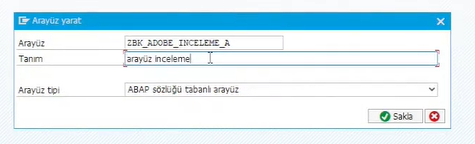 Arayüz yarat
Arayüz ZBK_ADOBE_INCELEME_A
Tanım arayüz inceleme
Arayüz tipi ABAP sözlüğü tabanlı arayüz
Sakla